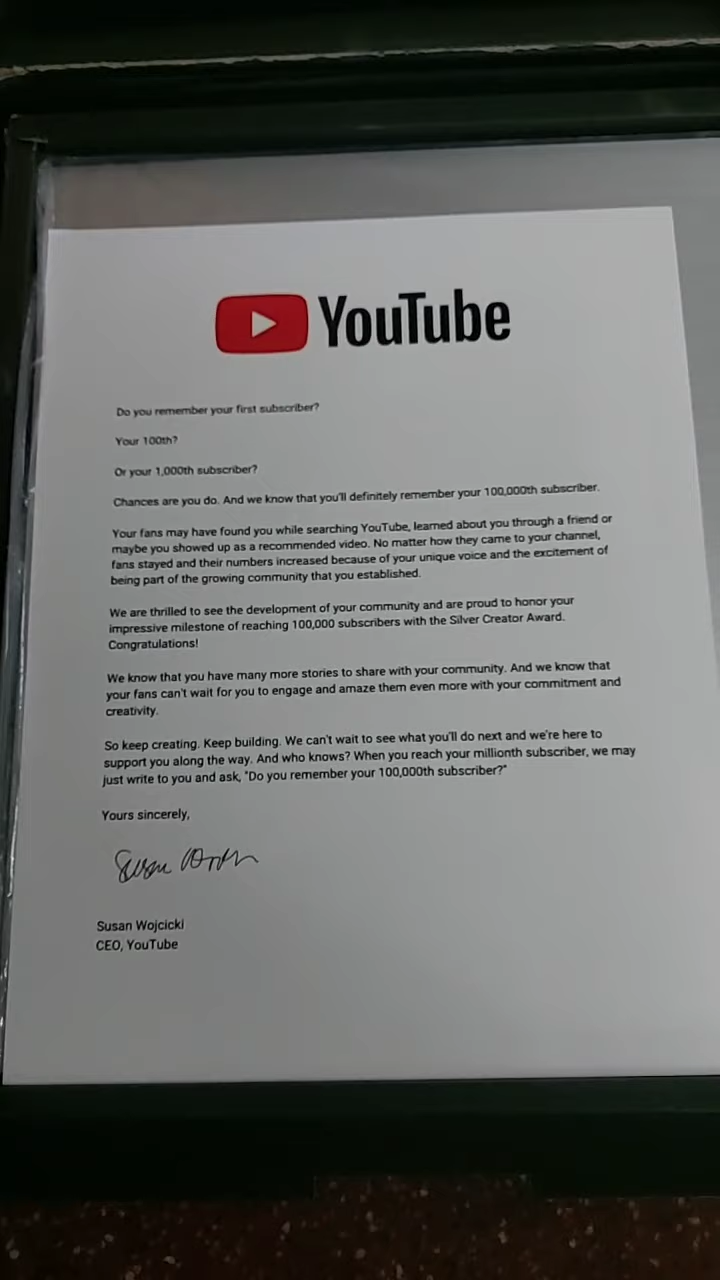 YouTube
Do you remember your first subscriber?
Your 100th?
Or your 1,000th subscriber?
Chances are you do. And we know that you'll definitely remember your 100,000th subscriber.
Your fans may have found you while searching YouTube, learned about you through a friend or
maybe you showed up as a recommended video. No matter how they came to your channel,
fans stayed and their numbers increased because of your unique voice and the excitement of
being part of the growing community that you established.
We are thrilled to see the development of your community and are proud to honor your
impressive milestone of reaching 100,000 subscribers with the Silver Creator Award.
Congratulations!
We know that you have many more stories to share with your community. And we know that
your fans can't wait for you to engage and amaze them even more with your commitment and
creativity.
So keep creating. Keep building. We can't wait to see what you'll do next and we're here to
support you along the way. And who knows? When you reach your millionth subscriber, we may
just write to you and ask, "Do you remember your 100,000th subscriber?"
Yours sincerely,
Susan Wojcicki
CEO, YouTube